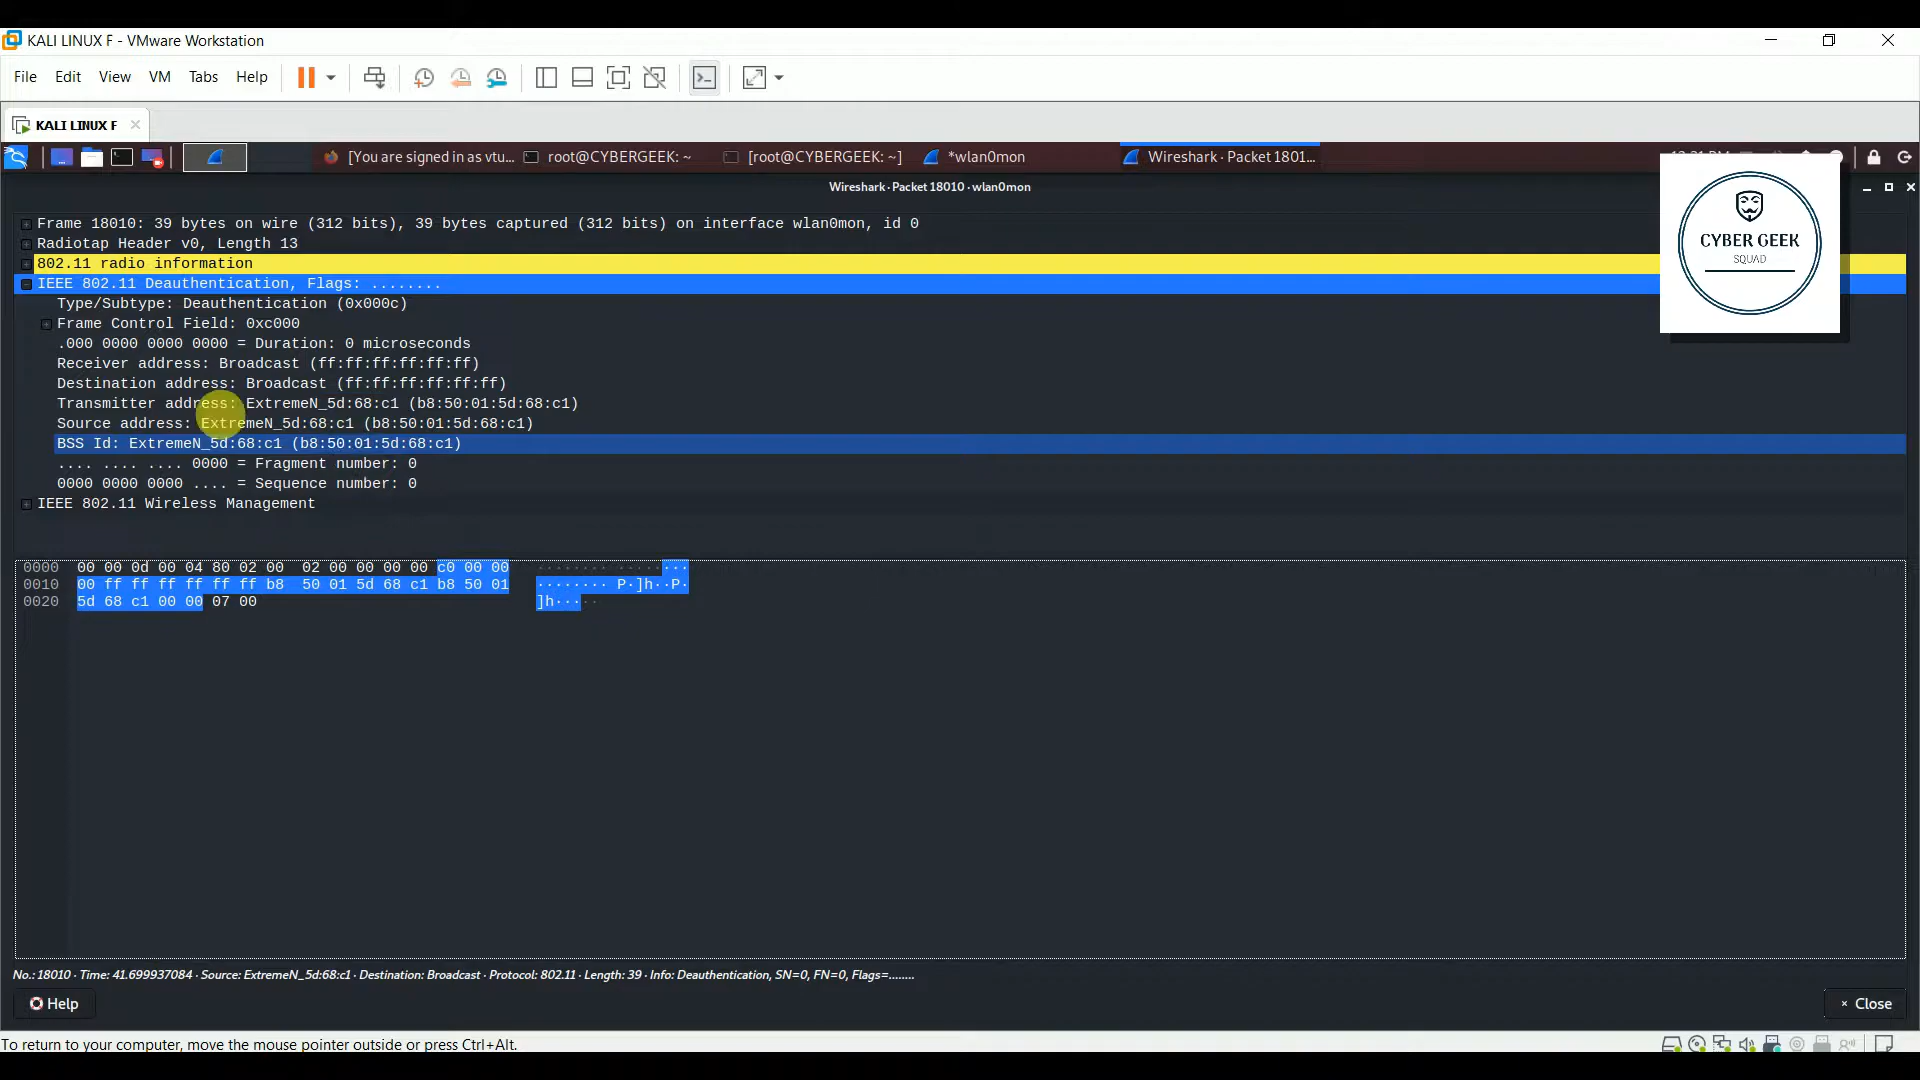 KALI LINUX F - VMware Workstation
File Edit View VM Tabs Help
KALI LINUX F
[You are signed in as vtu... root@CYBERGEEK: ~ [root@CYBERGEEK: ~] *wlan0mon Wireshark · Packet 1801...
Wireshark · Packet 18010 · wlan0mon
Frame 18010: 39 bytes on wire (312 bits), 39 bytes captured (312 bits) on interface wlan0mon, id 0
Radiotap Header v0, Length 13
802.11 radio information
IEEE 802.11 Deauthentication, Flags: ........
Type/Subtype: Deauthentication (0x000c)
Frame Control Field: 0xc000
.000 0000 0000 0000 = Duration: 0 microseconds
Receiver address: Broadcast (ff:ff:ff:ff:ff:ff)
Destination address: Broadcast (ff:ff:ff:ff:ff:ff)
Transmitter address: ExtremeN_5d:68:c1 (b8:50:01:5d:68:c1)
Source address: ExtremeN_5d:68:c1 (b8:50:01:5d:68:c1)
BSS Id: ExtremeN_5d:68:c1 (b8:50:01:5d:68:c1)
.... .... .... 0000 = Fragment number: 0
0000 0000 0000 .... = Sequence number: 0
IEEE 802.11 Wireless Management
CYBER GEEK
SQUAD
0000 00 00 0d 00 04 80 02 00 02 00 00 00 00 c0 00 00 ········ ········
0010 00 ff ff ff ff ff ff b8 50 01 5d 68 c1 b8 50 01 ········ P·]h··P·
0020 5d 68 c1 00 00 07 00 ]h·····
No.: 18010 · Time: 41.699937084 · Source: ExtremeN_5d:68:c1 · Destination: Broadcast · Protocol: 802.11 · Length: 39 · Info: Deauthentication, SN=0, FN=0, Flags=........
Help
Close
To return to your computer, move the mouse pointer outside or press Ctrl+Alt.